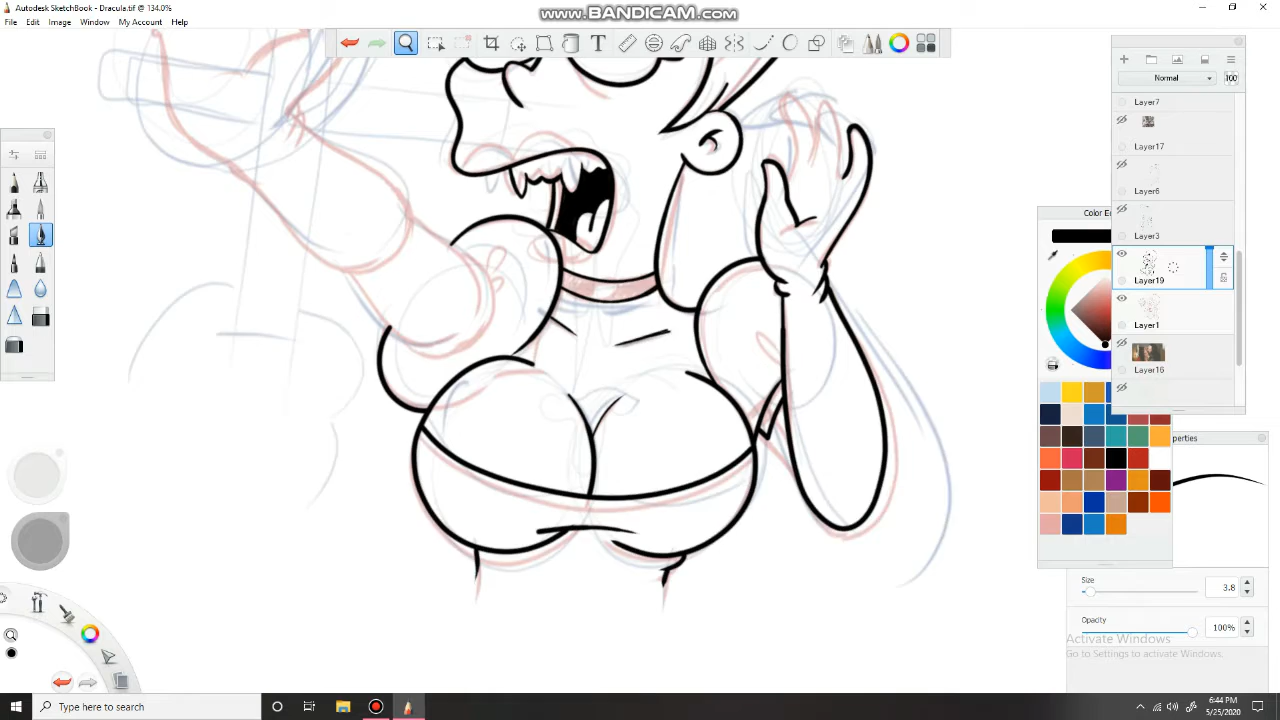 Autodesk SketchBook - Dracula.tif @ 134.0%
www.BANDICAM.com
File Edit Image Window My Account Help
Normal
100
Layer7
Layer17
Layer6
Layer3
Layer19
Layer1
Layer16
Color E
perties
Size
3.8
Opacity
100%
Activate Windows
Go to Settings to activate Windows.
Type here to search
6:44 PM
5/25/2020